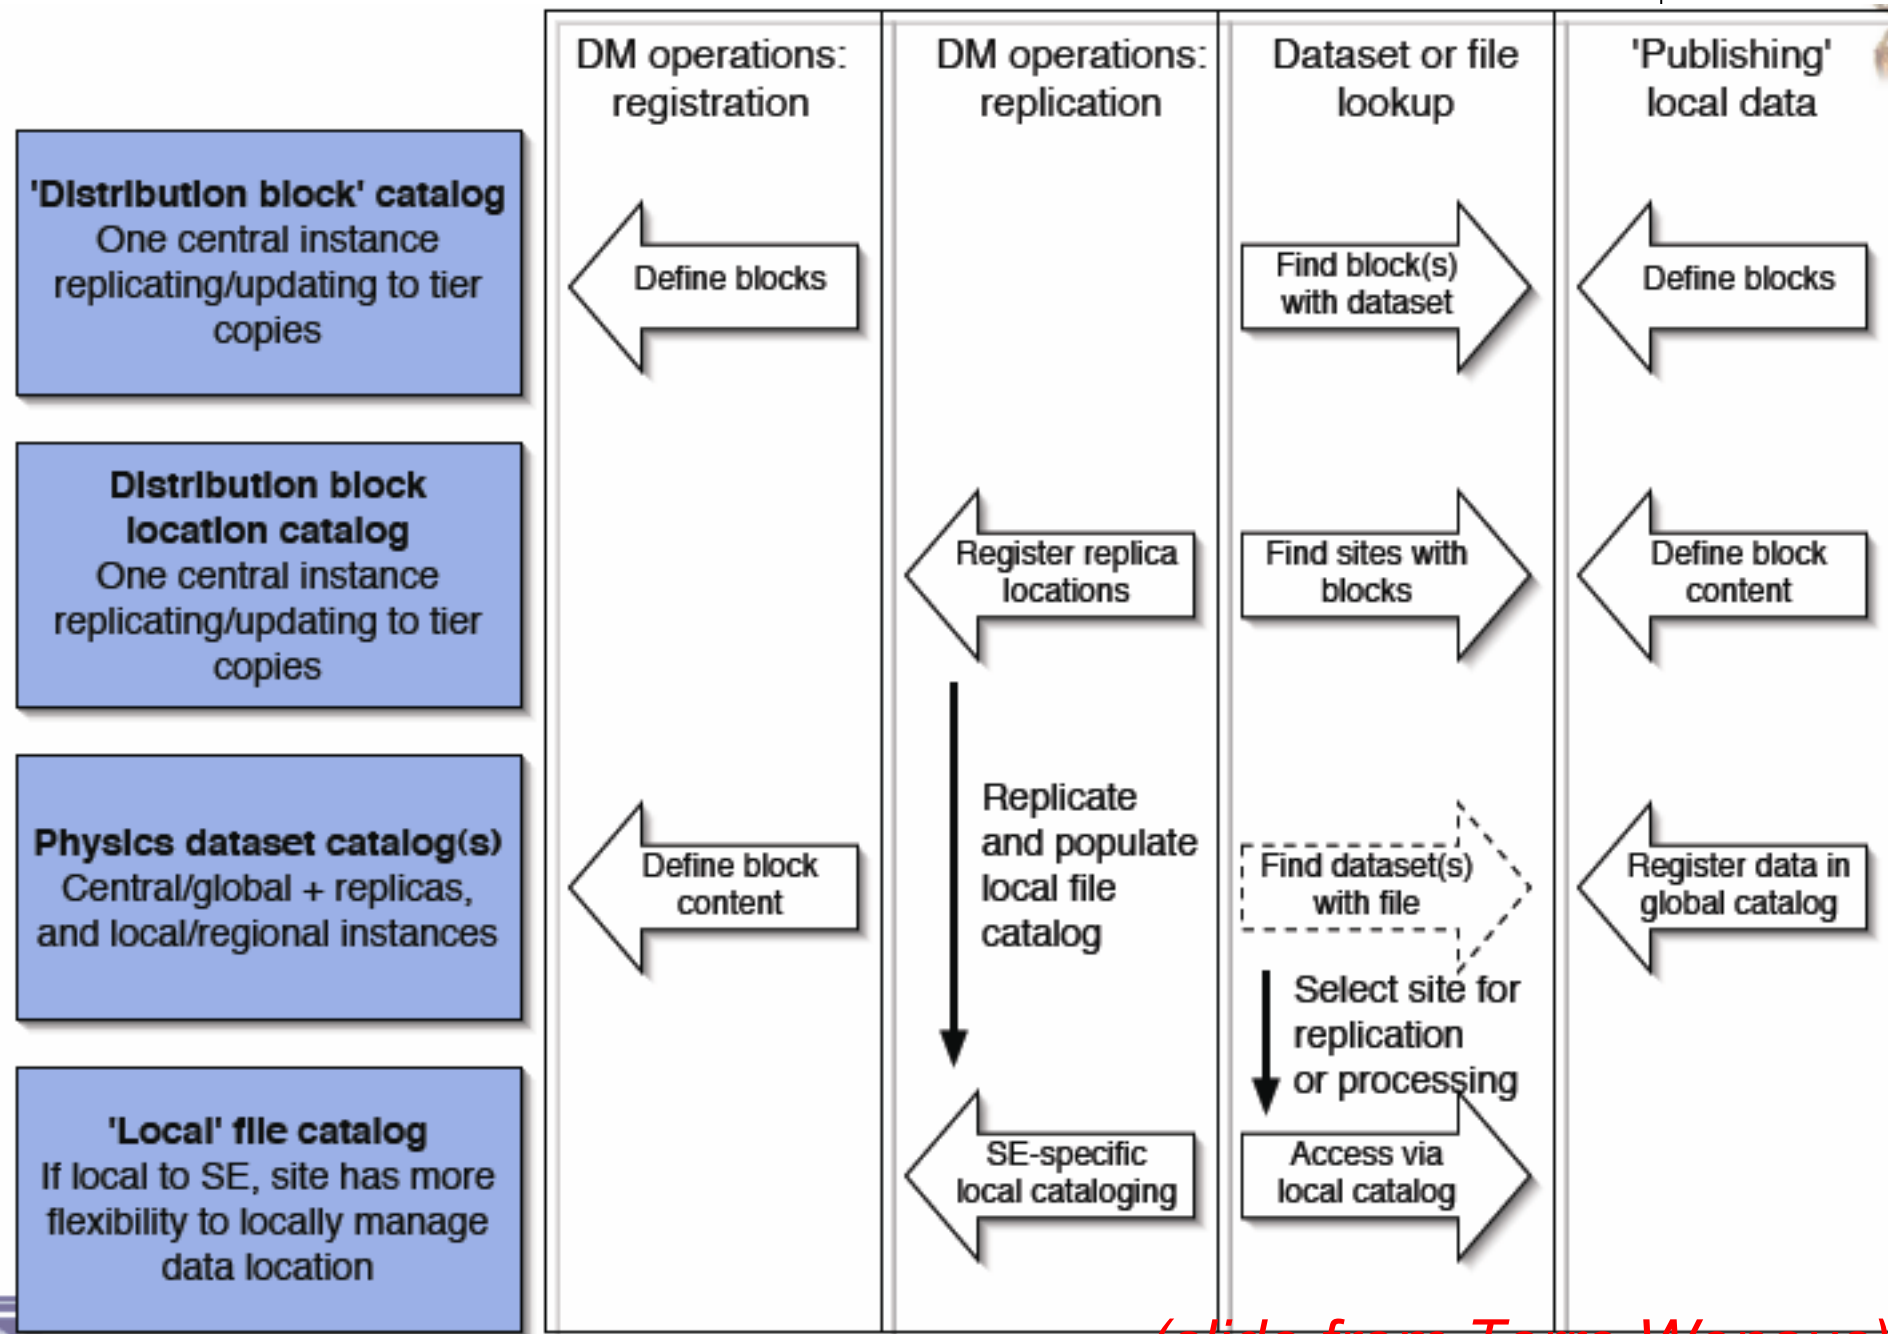 DM operations:
registration
DM operations:
replication
Dataset or file
lookup
'Publishing'
local data
'Distribution block' catalog
One central instance
replicating/updating to tier
copies
Define blocks
Find block(s)
with dataset
Define blocks
Distribution block
location catalog
One central instance
replicating/updating to tier
copies
Register replica
locations
Find sites with
blocks
Define block
content
Replicate
and populate
local file
catalog
Physics dataset catalog(s)
Central/global + replicas,
and local/regional instances
Define block
content
Find dataset(s)
with file
Register data in
global catalog
Select site for
replication
or processing
'Local' file catalog
If local to SE, site has more
flexibility to locally manage
data location
SE-specific
local cataloging
Access via
local catalog
(slide from Torre